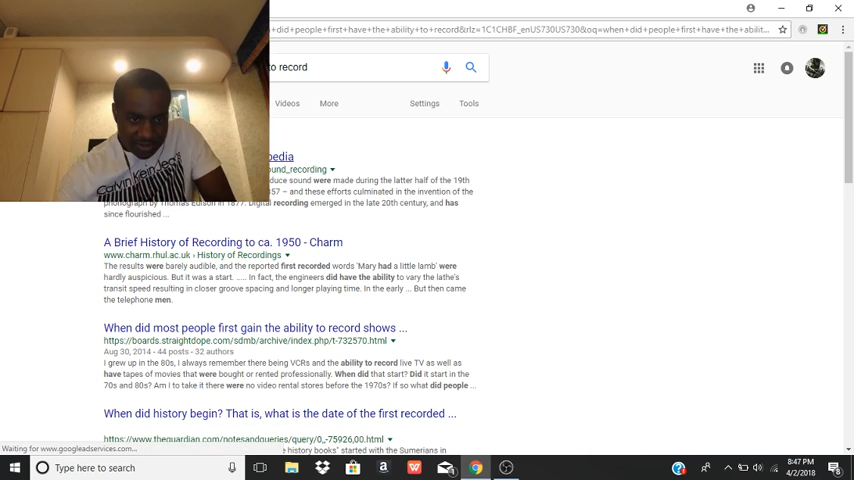 did people first have the ability to record&rlz=1C1CHBF_enUS730US730&oq=when did people first have the abilit...
to record
Videos More Settings Tools
pedia
ound_recording
duce sound were made during the latter half of the 19th
357 – and these efforts culminated in the invention of the
phonograph by Thomas Edison in 1877. Digital recording emerged in the late 20th century, and has
since flourished ...
A Brief History of Recording to ca. 1950 - Charm
www.charm.rhul.ac.uk › History of Recordings
The results were barely audible, and the reported first recorded words 'Mary had a little lamb' were
hardly auspicious. But it was a start. ..... In fact, the engineers did have the ability to vary the lathe's
transit speed resulting in closer groove spacing and longer playing time. In the early ... But then came
the telephone men.
When did most people first gain the ability to record shows ...
https://boards.straightdope.com/sdmb/archive/index.php/t-732570.html
Aug 30, 2014 - 44 posts - 32 authors
I grew up in the 80s, I always remember there being VCRs and the ability to record live TV as well as
have tapes of movies that were bought or rented professionally. When did that start? Did it start in the
70s and 80s? Am I to take it there were no video rental stores before the 1970s? If so what did people ...
When did history begin? That is, what is the date of the first recorded ...
https://www.theguardian.com/notesandqueries/query/0,,-75926,00.html
e history books" started with the Sumerians in
Waiting for www.googleadservices.com...
Type here to search
8:47 PM
4/2/2018
Calvin Klein Jeans